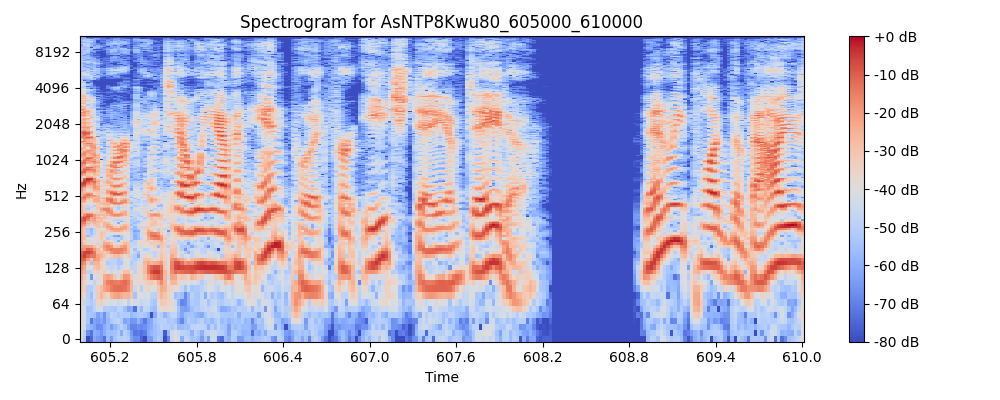 Spectrogram for AsNTP8Kwu80_605000_610000
8192
4096
2048
1024
512
256
128
64
0
Hz
605.2 605.8 606.4 607.0 607.6 608.2 608.8 609.4 610.0
Time
+0 dB
-10 dB
-20 dB
-30 dB
-40 dB
-50 dB
-60 dB
-70 dB
-80 dB